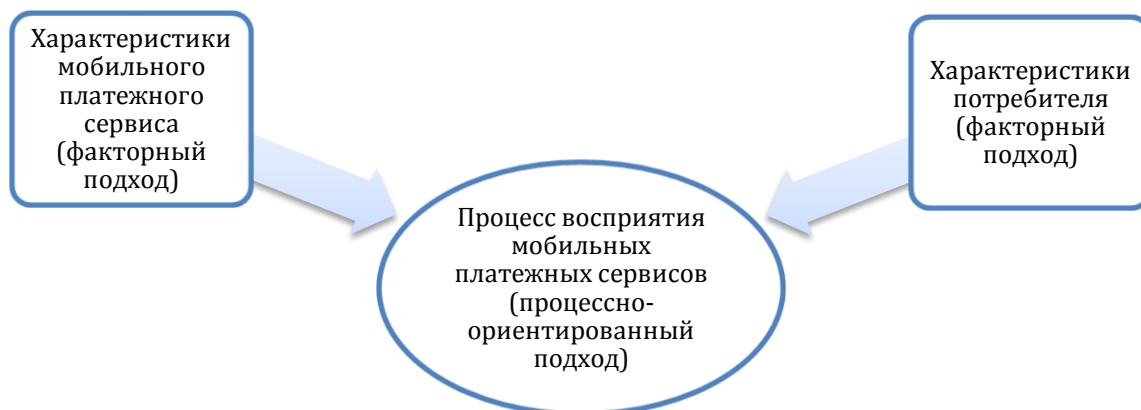 Характеристики
мобильного
платежного
сервиса
(факторный
подход)
Характеристики
потребителя
(факторный
подход)
Процесс восприятия
мобильных
платежных сервисов
(процессно-
ориентированный
подход)